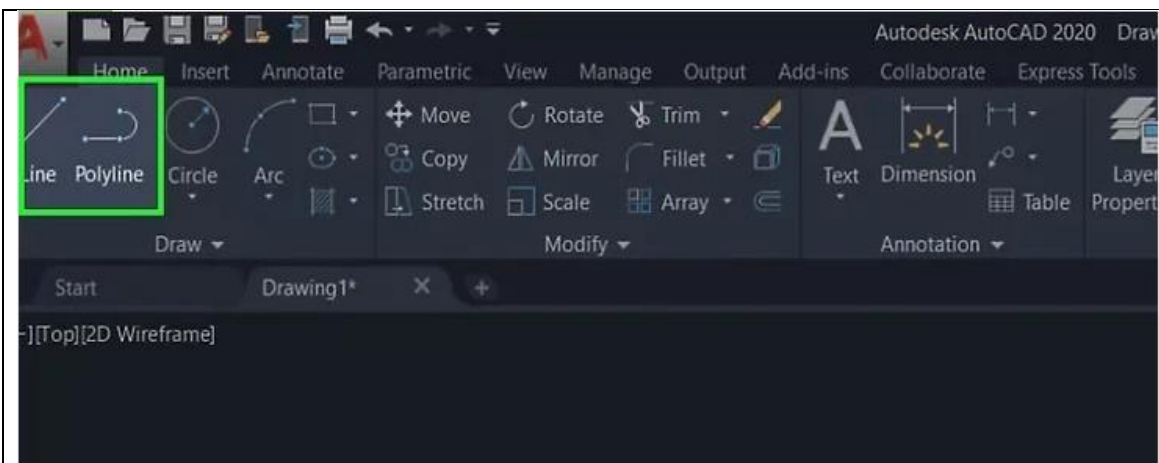 Autodesk AutoCAD 2020 Draw
Home Insert Annotate Parametric View Manage Output Add-ins Collaborate Express Tools
Line Polyline Circle Arc
Move Rotate Trim
Copy Mirror Fillet
Stretch Scale Array
Text Dimension
Table
Layer
Propert
Draw Modify Annotation
Start Drawing1*
-][Top][2D Wireframe]